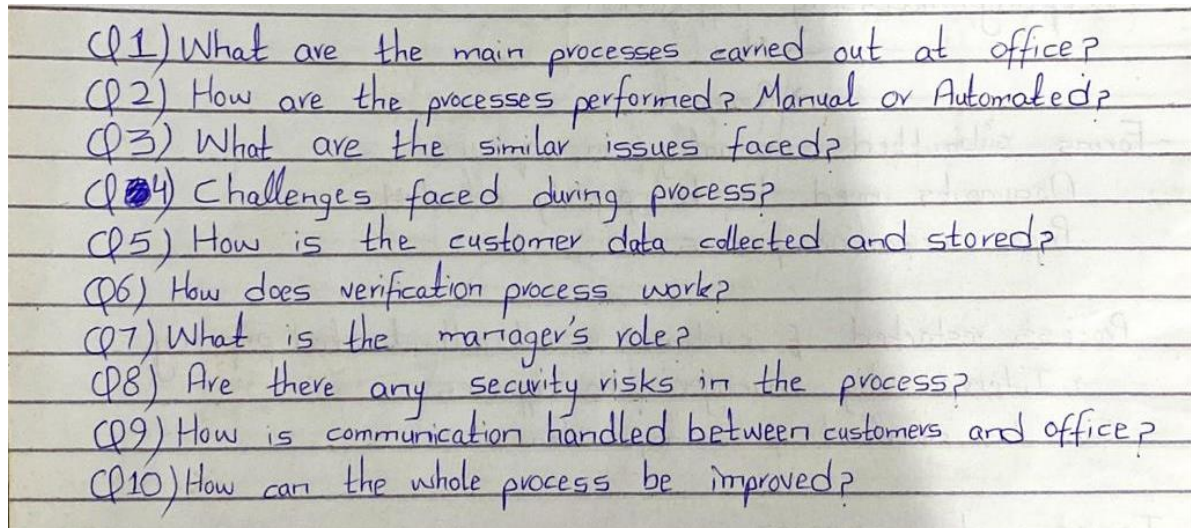 Q1) What are the main processes carried out at office?
Q2) How are the processes performed? Manual or Automated?
Q3) What are the similar issues faced?
Q4) Challenges faced during process?
Q5) How is the customer data collected and stored?
Q6) How does verification process work?
Q7) What is the manager's role?
Q8) Are there any security risks in the process?
Q9) How is communication handled between customers and office?
Q10) How can the whole process be improved?